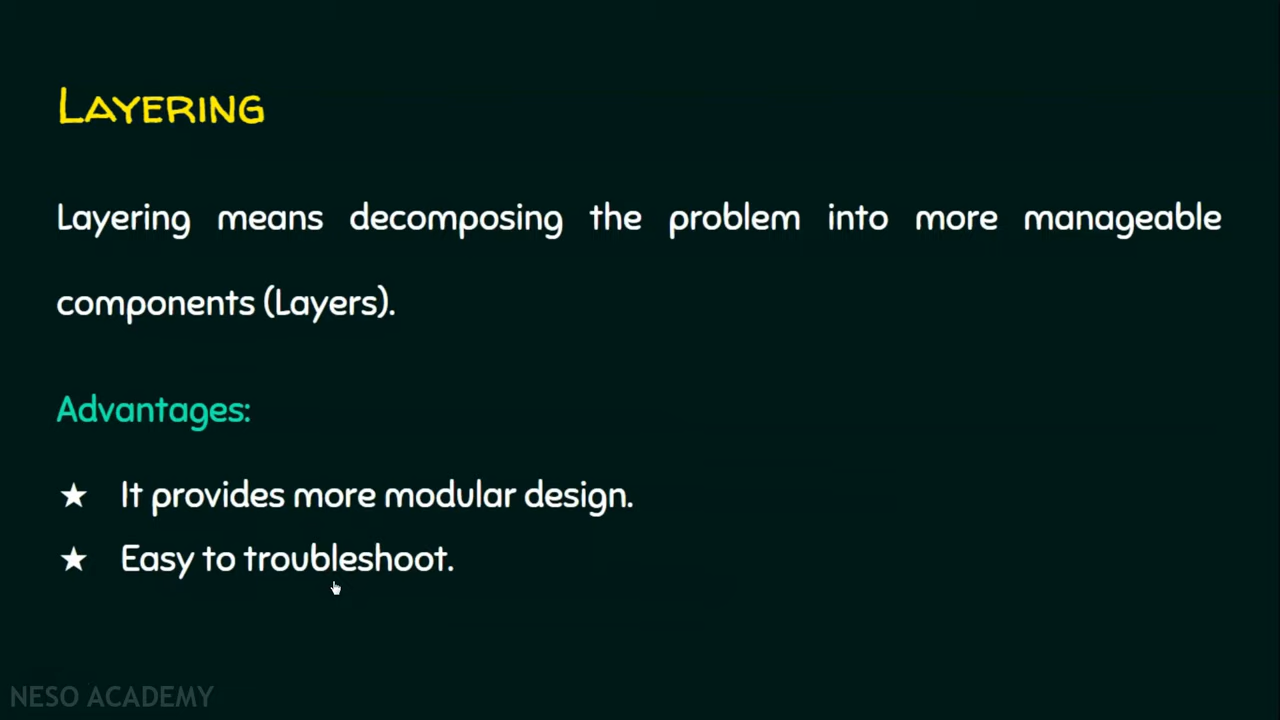 LAYERING
Layering means decomposing the problem into more manageable
components (Layers).
Advantages:
★ It provides more modular design.
★ Easy to troubleshoot.
NESO ACADEMY